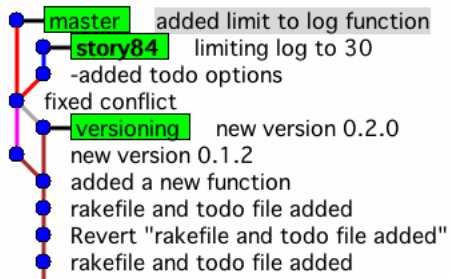 master added limit to log function
story84 limiting log to 30
-added todo options
fixed conflict
versioning new version 0.2.0
new version 0.1.2
added a new function
rakefile and todo file added
Revert "rakefile and todo file added"
rakefile and todo file added